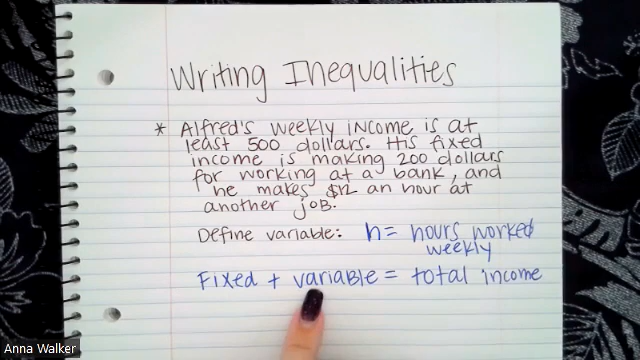 Writing Inequalities
* Alfred's weekly income is at
least 500 dollars. His fixed
income is making 200 dollars
for working at a bank, and
he makes $12 an hour at
another job.
Define variable: h = hours worked
weekly
Fixed + variable = total income
Anna Walker